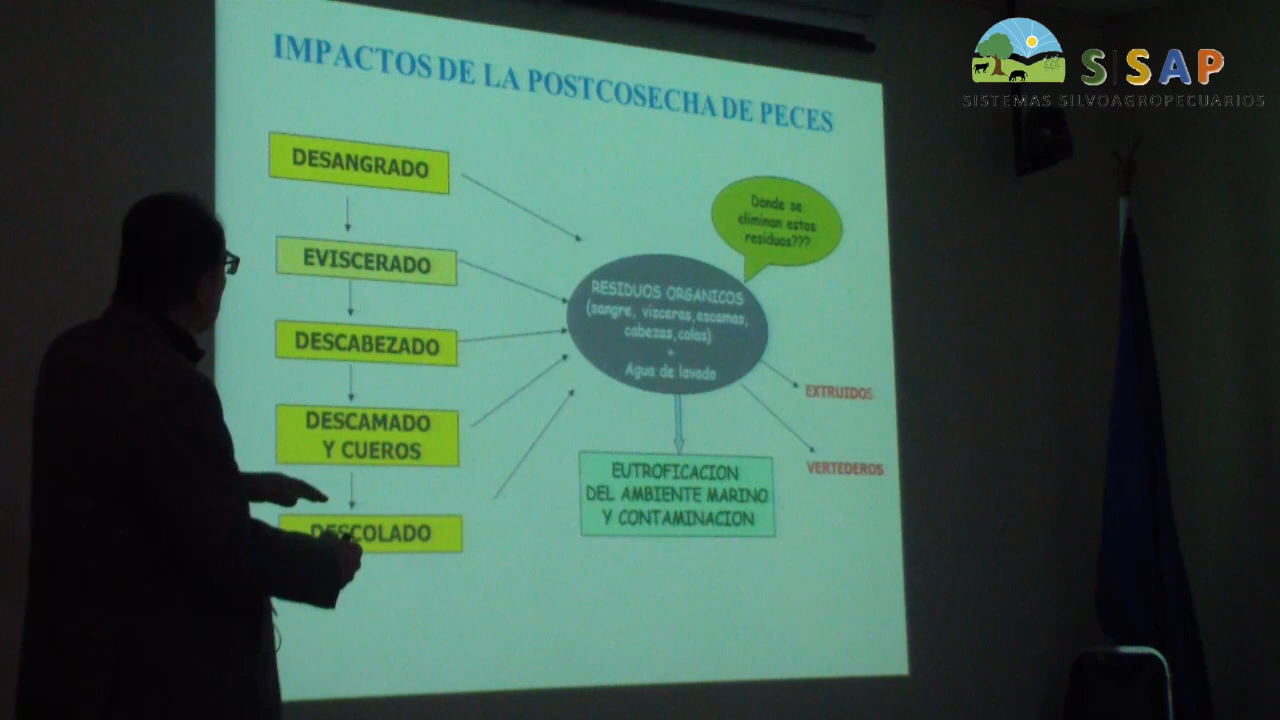 IMPACTOS DE LA POSTCOSECHA DE PECES
DESANGRADO
EVISCERADO
DESCABEZADO
DESCAMADO
Y CUEROS
DESCOLADO
Donde se
eliminan estos
residuos???
RESIDUOS ORGANICOS
(sangre, visceras,escamas,
cabezas,colas)
+
Agua de lavado
EXTRUIDOS
VERTEDEROS
EUTROFICACION
DEL AMBIENTE MARINO
Y CONTAMINACION
S|SAP
SISTEMAS SILVOAGROPECUARIOS